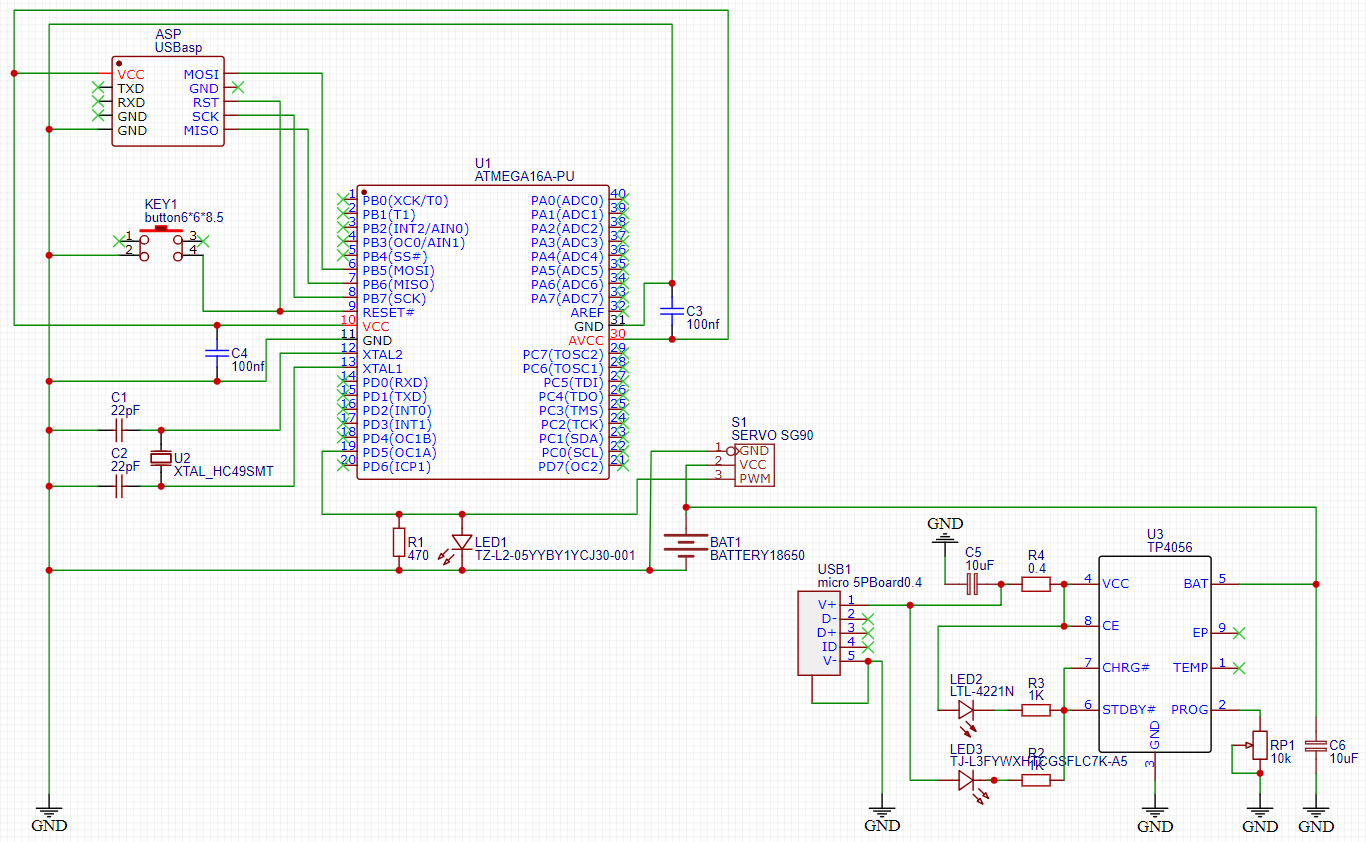 ASP
USBasp
VCC
TXD
RXD
GND
GND
MOSI
GND
RST
SCK
MISO
KEY1
button6*6*8.5
1
2
3
4
U1
ATMEGA16A-PU
1 PB0(XCK/T0)
2 PB1(T1)
3 PB2(INT2/AIN0)
4 PB3(OC0/AIN1)
5 PB4(SS#)
6 PB5(MOSI)
7 PB6(MISO)
8 PB7(SCK)
9 RESET#
10 VCC
11 GND
12 XTAL2
13 XTAL1
14 PD0(RXD)
15 PD1(TXD)
16 PD2(INT0)
17 PD3(INT1)
18 PD4(OC1B)
19 PD5(OC1A)
20 PD6(ICP1)
PA0(ADC0) 40
PA1(ADC1) 39
PA2(ADC2) 38
PA3(ADC3) 37
PA4(ADC4) 36
PA5(ADC5) 35
PA6(ADC6) 34
PA7(ADC7) 33
AREF 32
GND 31
AVCC 30
PC7(TOSC2) 29
PC6(TOSC1) 28
PC5(TDI) 27
PC4(TDO) 26
PC3(TMS) 25
PC2(TCK) 24
PC1(SDA) 23
PC0(SCL) 22
PD7(OC2) 21
C3
100nf
C4
100nf
C1
22pF
C2
22pF
U2
XTAL_HC49SMT
S1
SERVO SG90
1 GND
2 VCC
3 PWM
R1
470
LED1
TZ-L2-05YYBY1YCJ30-001
BAT1
BATTERY18650
GND
USB1
micro 5PBoard0.4
V+ 1
D- 2
D+ 3
ID 4
V- 5
GND
C5
10uF
R4
0.4
U3
TP4056
4 VCC
8 CE
7 CHRG#
6 STDBY#
BAT 5
EP 9
TEMP 1
PROG 2
GND
3
LED2
LTL-4221N
R3
1K
LED3
TJ-L3FYWXHTCGSFLC7K-A5
R2
1K
RP1
10k
C6
10uF
GND
GND
GND
GND